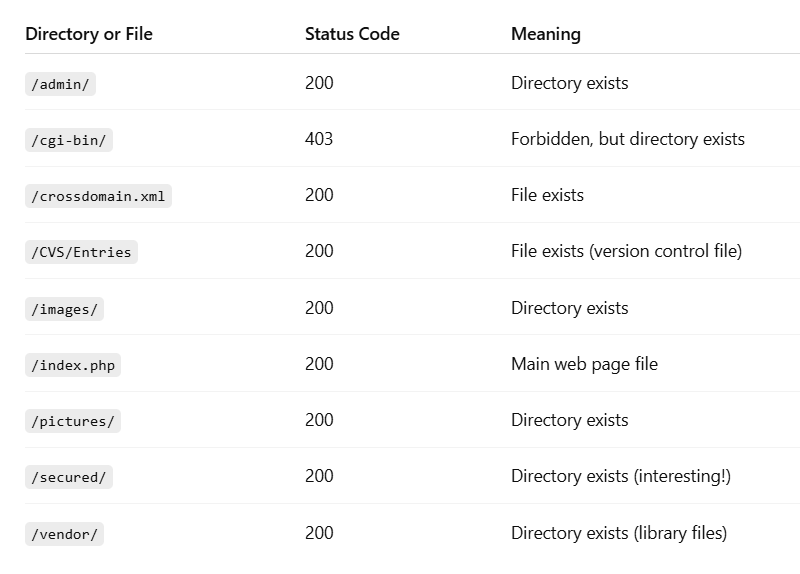 Directory or File Status Code Meaning
/admin/ 200 Directory exists
/cgi-bin/ 403 Forbidden, but directory exists
/crossdomain.xml 200 File exists
/CVS/Entries 200 File exists (version control file)
/images/ 200 Directory exists
/index.php 200 Main web page file
/pictures/ 200 Directory exists
/secured/ 200 Directory exists (interesting!)
/vendor/ 200 Directory exists (library files)